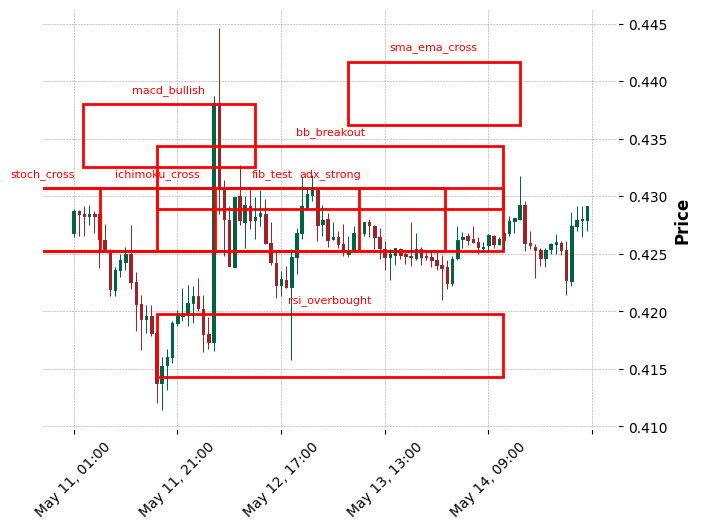 0.445
sma_ema_cross
0.440
macd_bullish
0.435
bb_breakout
stoch_cross ichimoku_cross fib_test adx_strong
0.430
Price
0.425
rsi_overbought
0.420
0.415
0.410
May 11, 01:00
May 11, 21:00
May 12, 17:00
May 13, 13:00
May 14, 09:00